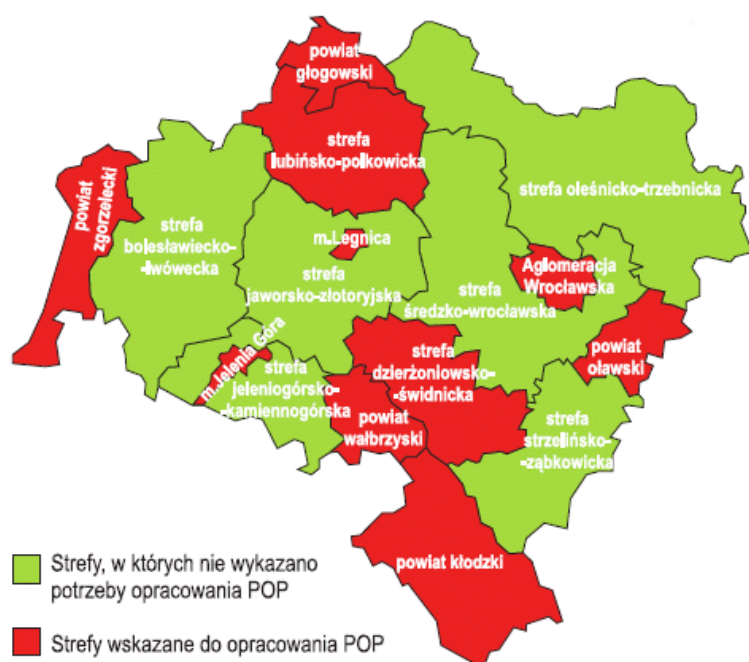 powiat
głogowski
strefa
lubińsko-polkowicka
powiat
zgorzelecki
strefa
bolesławiecko-
-lwówecka
strefa oleśnicko-trzebnicka
m.Legnica
strefa
jaworsko-złotoryjska
Aglomeracja
Wrocławska
strefa
średzko-wrocławska
m.Jelenia Góra
strefa
jeleniogórsko-
-kamiennogórska
strefa
dzierżoniowsko-
-świdnicka
powiat
oławski
powiat
wałbrzyski
strefa
strzelińsko-
-ząbkowicka
powiat kłodzki
Strefy, w których nie wykazano
potrzeby opracowania POP
Strefy wskazane do opracowania POP